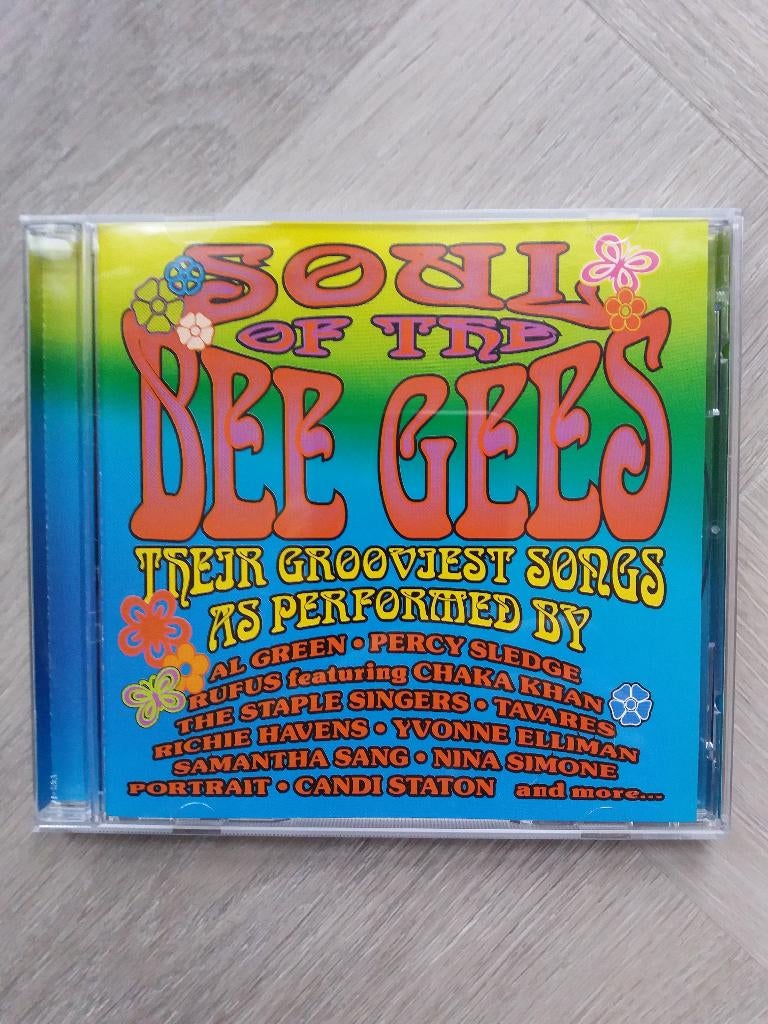 SOUL
OF THE
BEE GEES
THEIR GROOVIEST SONGS
AS PERFORMED BY
AL GREEN • PERCY SLEDGE
RUFUS featuring CHAKA KHAN
THE STAPLE SINGERS • TAVARES
RICHIE HAVENS • YVONNE ELLIMAN
SAMANTHA SANG • NINA SIMONE
PORTRAIT • CANDI STATON and more...